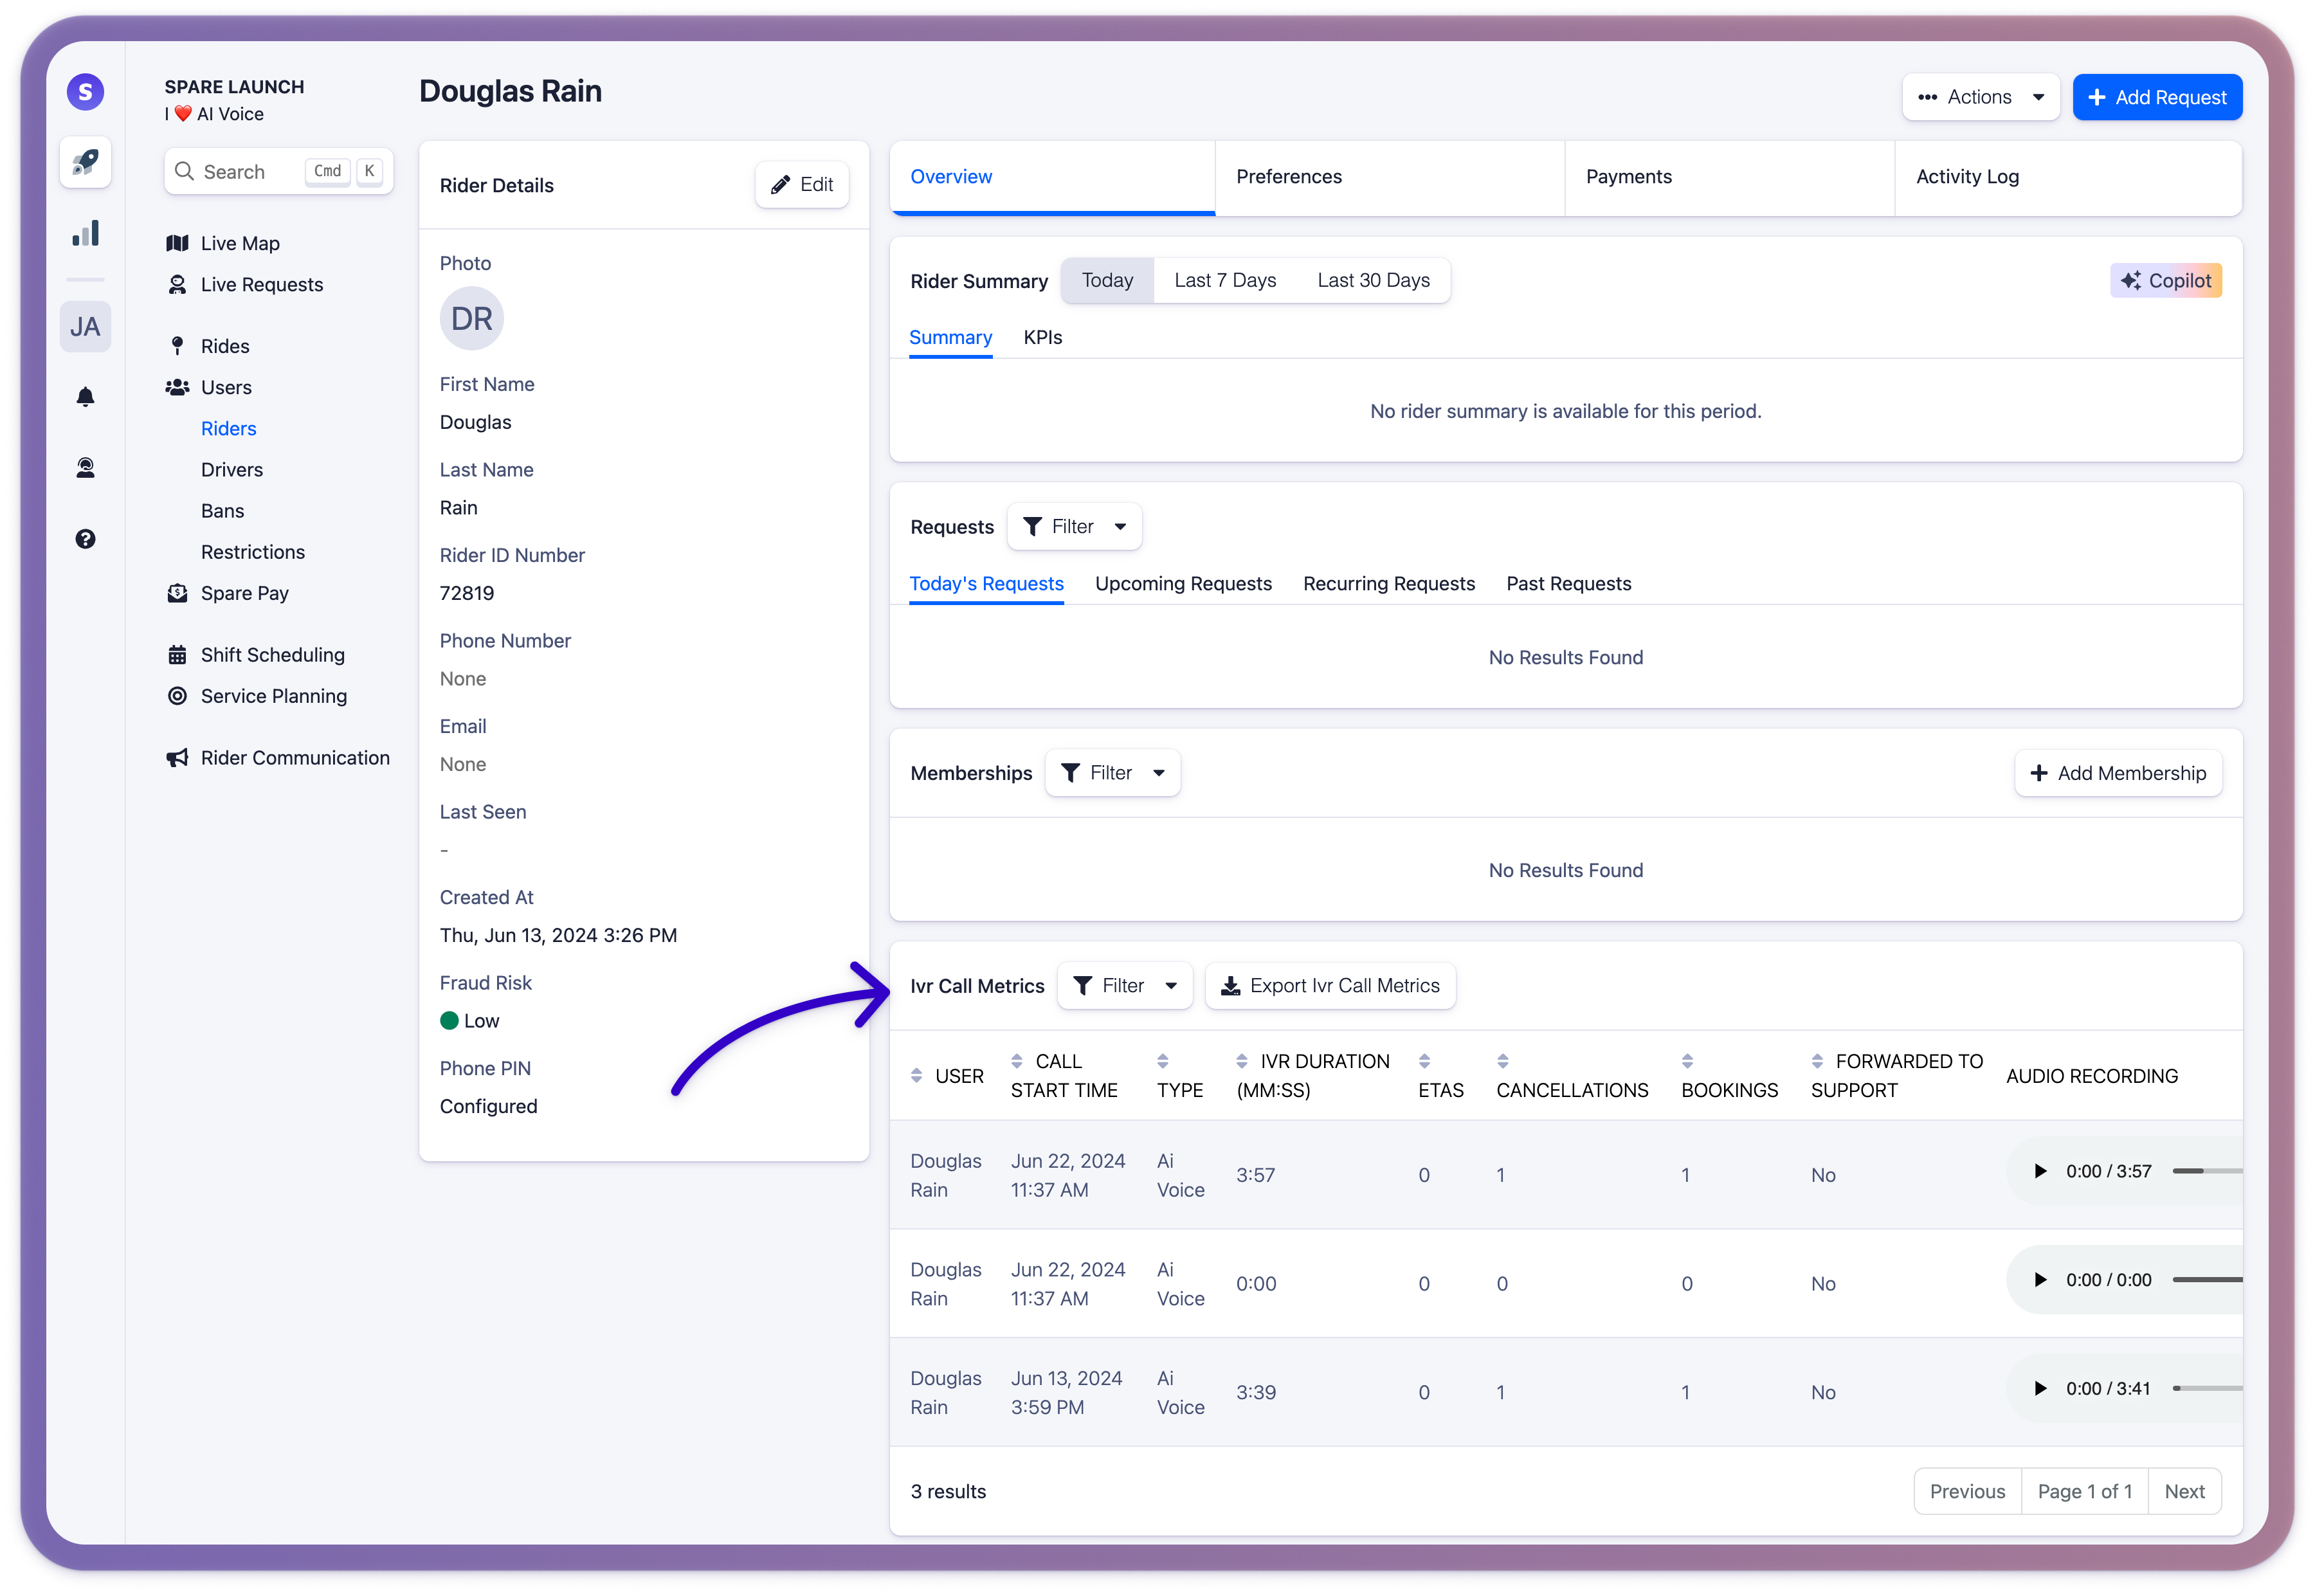 S
SPARE LAUNCH
I ❤️ AI Voice
Search Cmd K
Live Map
Live Requests
JA
Rides
Users
Riders
Drivers
Bans
Restrictions
Spare Pay
Shift Scheduling
Service Planning
Rider Communication
Douglas Rain
Actions
Add Request
Rider Details
Edit
Photo
DR
First Name
Douglas
Last Name
Rain
Rider ID Number
72819
Phone Number
None
Email
None
Last Seen
-
Created At
Thu, Jun 13, 2024 3:26 PM
Fraud Risk
Low
Phone PIN
Configured
Overview Preferences Payments Activity Log
Rider Summary Today Last 7 Days Last 30 Days Copilot
Summary KPIs
No rider summary is available for this period.
Requests Filter
Today's Requests Upcoming Requests Recurring Requests Past Requests
No Results Found
Memberships Filter Add Membership
No Results Found
Ivr Call Metrics Filter Export Ivr Call Metrics
USER
CALL
START TIME
TYPE
IVR DURATION
(MM:SS)
ETAS
CANCELLATIONS
BOOKINGS
FORWARDED TO
SUPPORT
AUDIO RECORDING
Douglas
Rain
Jun 22, 2024
11:37 AM
Ai
Voice
3:57
0
1
1
No
0:00 / 3:57
Douglas
Rain
Jun 22, 2024
11:37 AM
Ai
Voice
0:00
0
0
0
No
0:00 / 0:00
Douglas
Rain
Jun 13, 2024
3:59 PM
Ai
Voice
3:39
0
1
1
No
0:00 / 3:41
3 results
Previous Page 1 of 1 Next